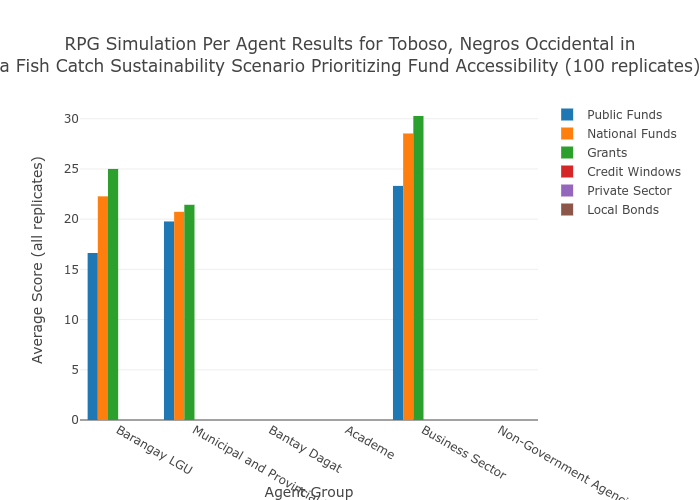 RPG Simulation Per Agent Results for Toboso, Negros Occidental in
a Fish Catch Sustainability Scenario Prioritizing Fund Accessibility (100 replicates)
Average Score (all replicates)
30
25
20
15
10
5
0
Public Funds
National Funds
Grants
Credit Windows
Private Sector
Local Bonds
Barangay LGU
Municipal and
Bantay Dagat
Academe
Business Sector
Non-Government
Agent Group